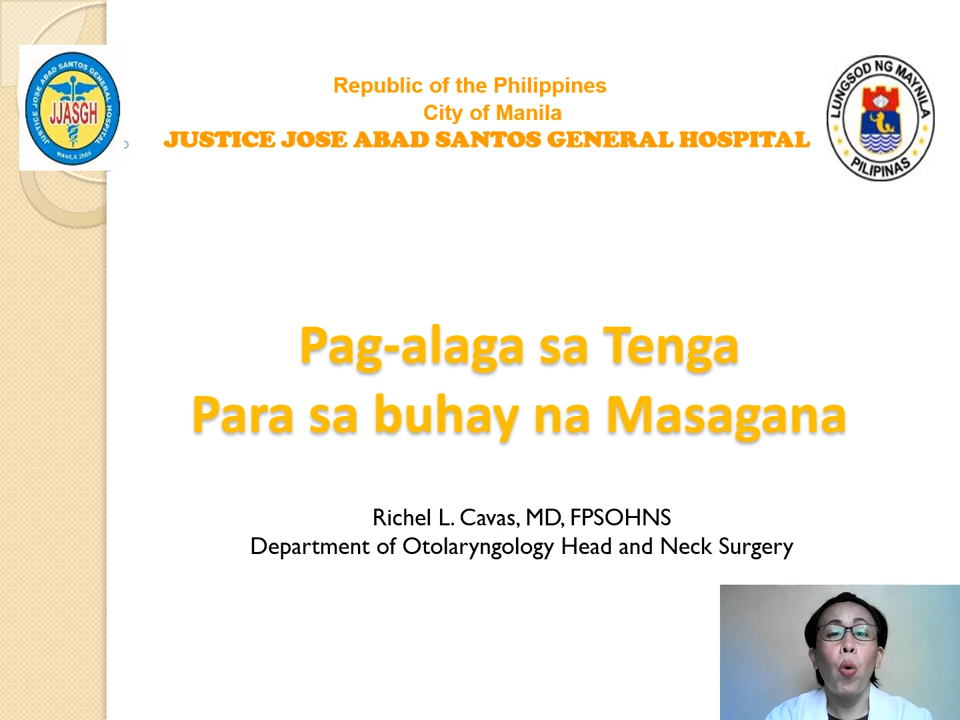 JUSTICE JOSE ABAD SANTOS GENERAL HOSPITAL
JJASGH
MANILA 2005
Republic of the Philippines
City of Manila
JUSTICE JOSE ABAD SANTOS GENERAL HOSPITAL
LUNGSOD NG MAYNILA
PILIPINAS
Pag-alaga sa Tenga
Para sa buhay na Masagana
Richel L. Cavas, MD, FPSOHNS
Department of Otolaryngology Head and Neck Surgery